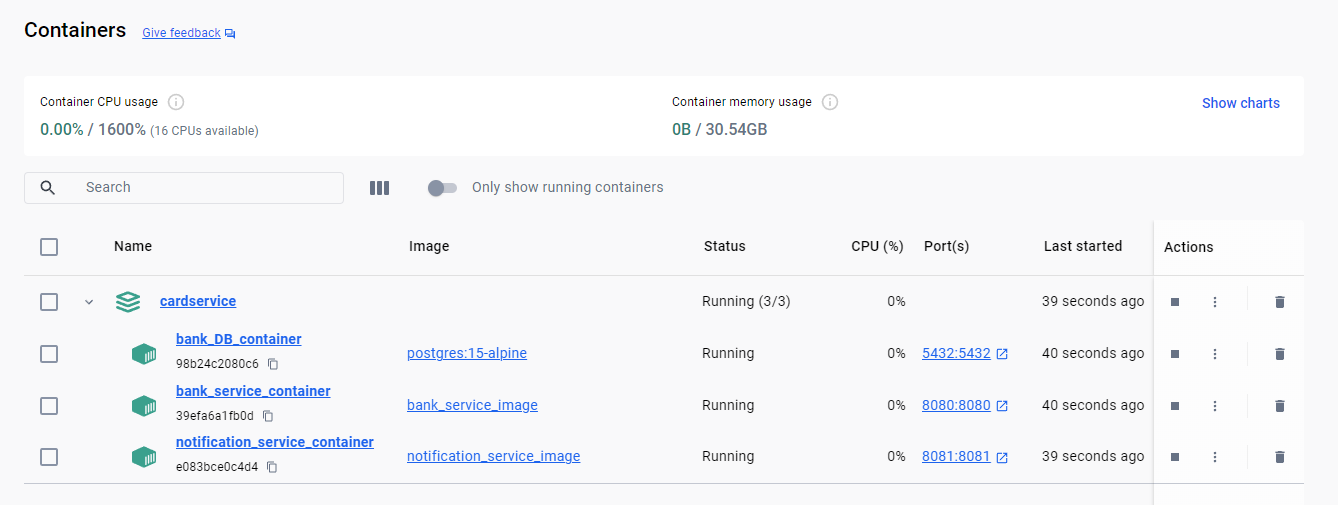 Containers Give feedback
Container CPU usage
0.00% / 1600% (16 CPUs available)
Container memory usage
0B / 30.54GB
Show charts
Search
Only show running containers
Name Image Status CPU (%) Port(s) Last started Actions
cardservice Running (3/3) 0% 39 seconds ago
bank_DB_container
98b24c2080c6
postgres:15-alpine Running 0% 5432:5432 40 seconds ago
bank_service_container
39efa6a1fb0d
bank_service_image Running 0% 8080:8080 40 seconds ago
notification_service_container
e083bce0c4d4
notification_service_image Running 0% 8081:8081 39 seconds ago